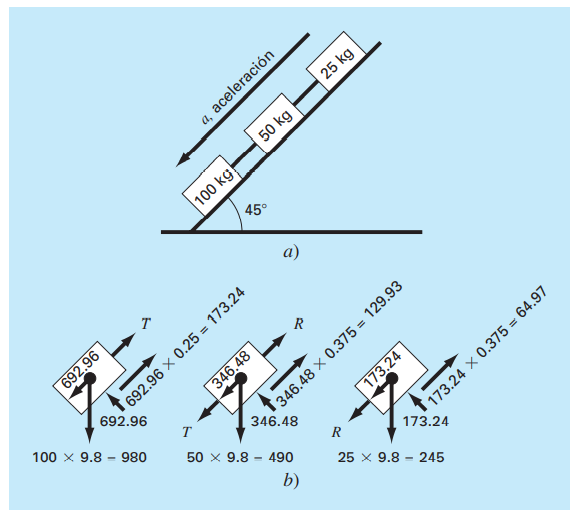 a, aceleración
25 kg
50 kg
100 kg
45°
a)
T
692.96
692.96 × 0.25 = 173.24
692.96
100 × 9.8 – 980
R
346.48
346.48 × 0.375 = 129.93
T
346.48
50 × 9.8 – 490
173.24
173.24 × 0.375 = 64.97
R
173.24
25 × 9.8 – 245
b)